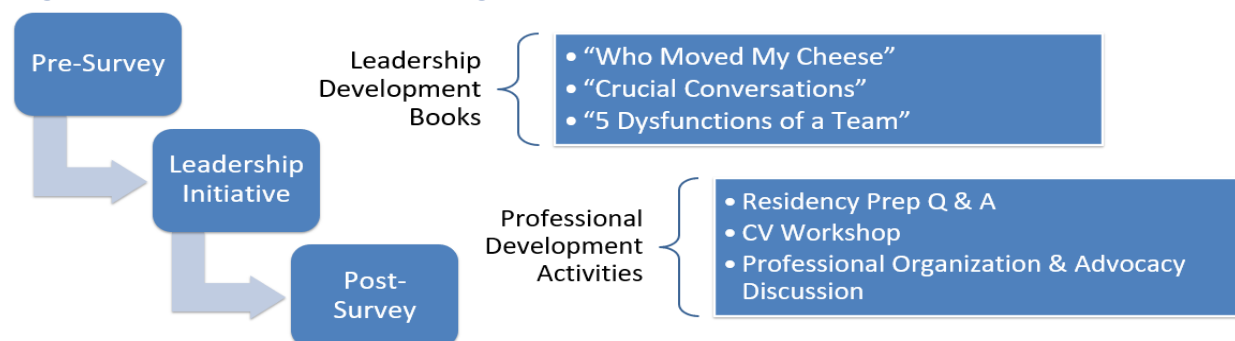 Pre-Survey
Leadership
Initiative
Post-
Survey
Leadership
Development
Books
• “Who Moved My Cheese”
• “Crucial Conversations”
• “5 Dysfunctions of a Team”
Professional
Development
Activities
• Residency Prep Q & A
• CV Workshop
• Professional Organization & Advocacy
Discussion